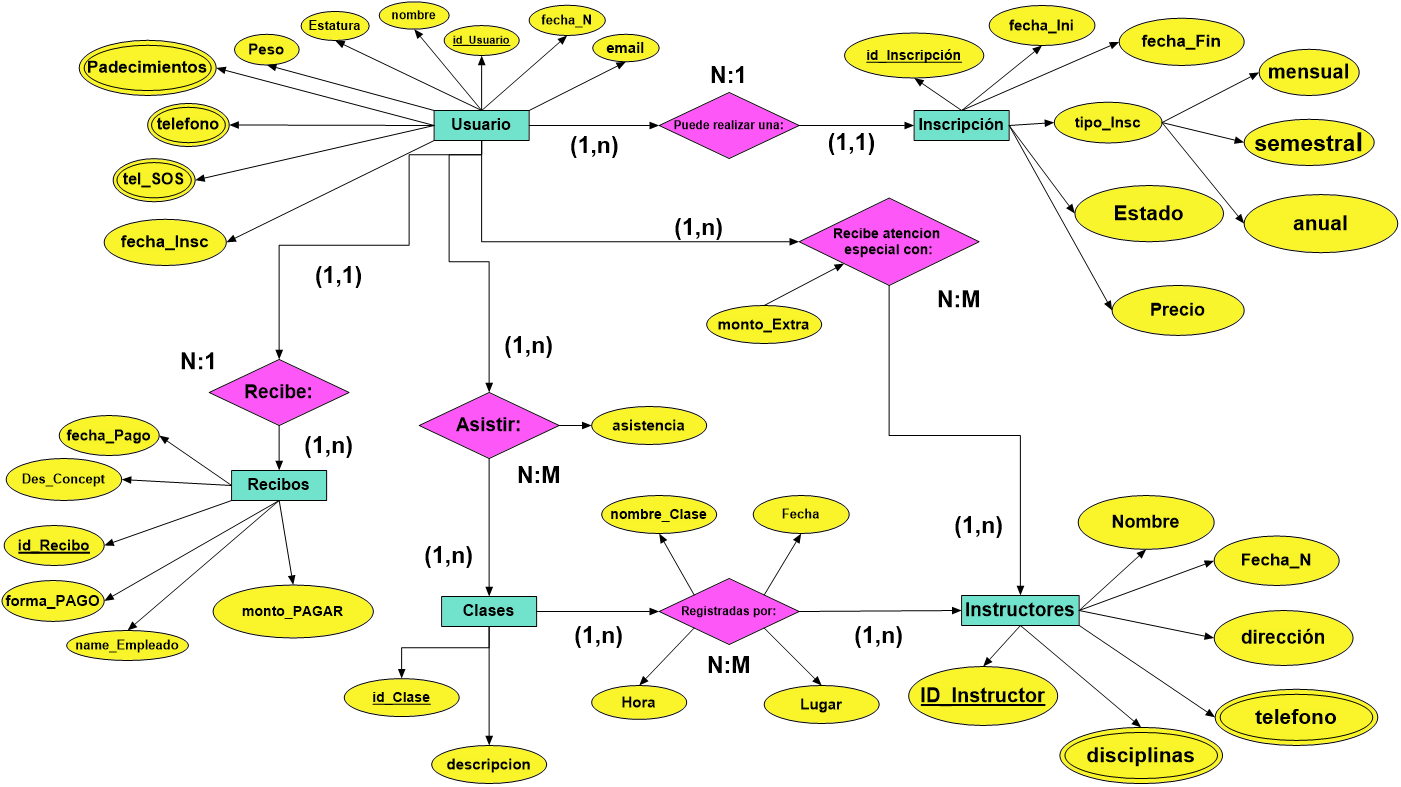 nombre
fecha_N
Estatura
id_Usuario
email
Peso
Padecimientos
telefono
tel_SOS
fecha_Insc
Usuario
(1,n)
N:1
Puede realizar una:
(1,1)
Inscripción
id_Inscripción
fecha_Ini
fecha_Fin
tipo_Insc
mensual
semestral
anual
Estado
Precio
(1,n)
Recibe atencion
especial con:
N:M
monto_Extra
(1,1)
N:1
Recibe:
(1,n)
(1,n)
Asistir:
asistencia
N:M
(1,n)
fecha_Pago
Des_Concept
Recibos
id_Recibo
forma_PAGO
name_Empleado
monto_PAGAR
Clases
id_Clase
descripcion
(1,n)
nombre_Clase
Fecha
Registradas por:
N:M
Hora
Lugar
(1,n)
(1,n)
Instructores
Nombre
Fecha_N
dirección
telefono
disciplinas
ID_Instructor